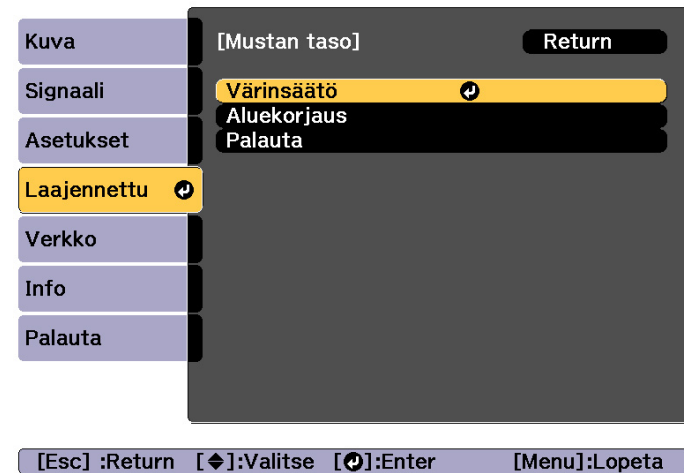 Kuva
Signaali
Asetukset
Laajennettu
Verkko
Info
Palauta
[Mustan taso] Return
Värinsäätö
Aluekorjaus
Palauta
[Esc] :Return [◆]:Valitse [↵]:Enter [Menu]:Lopeta